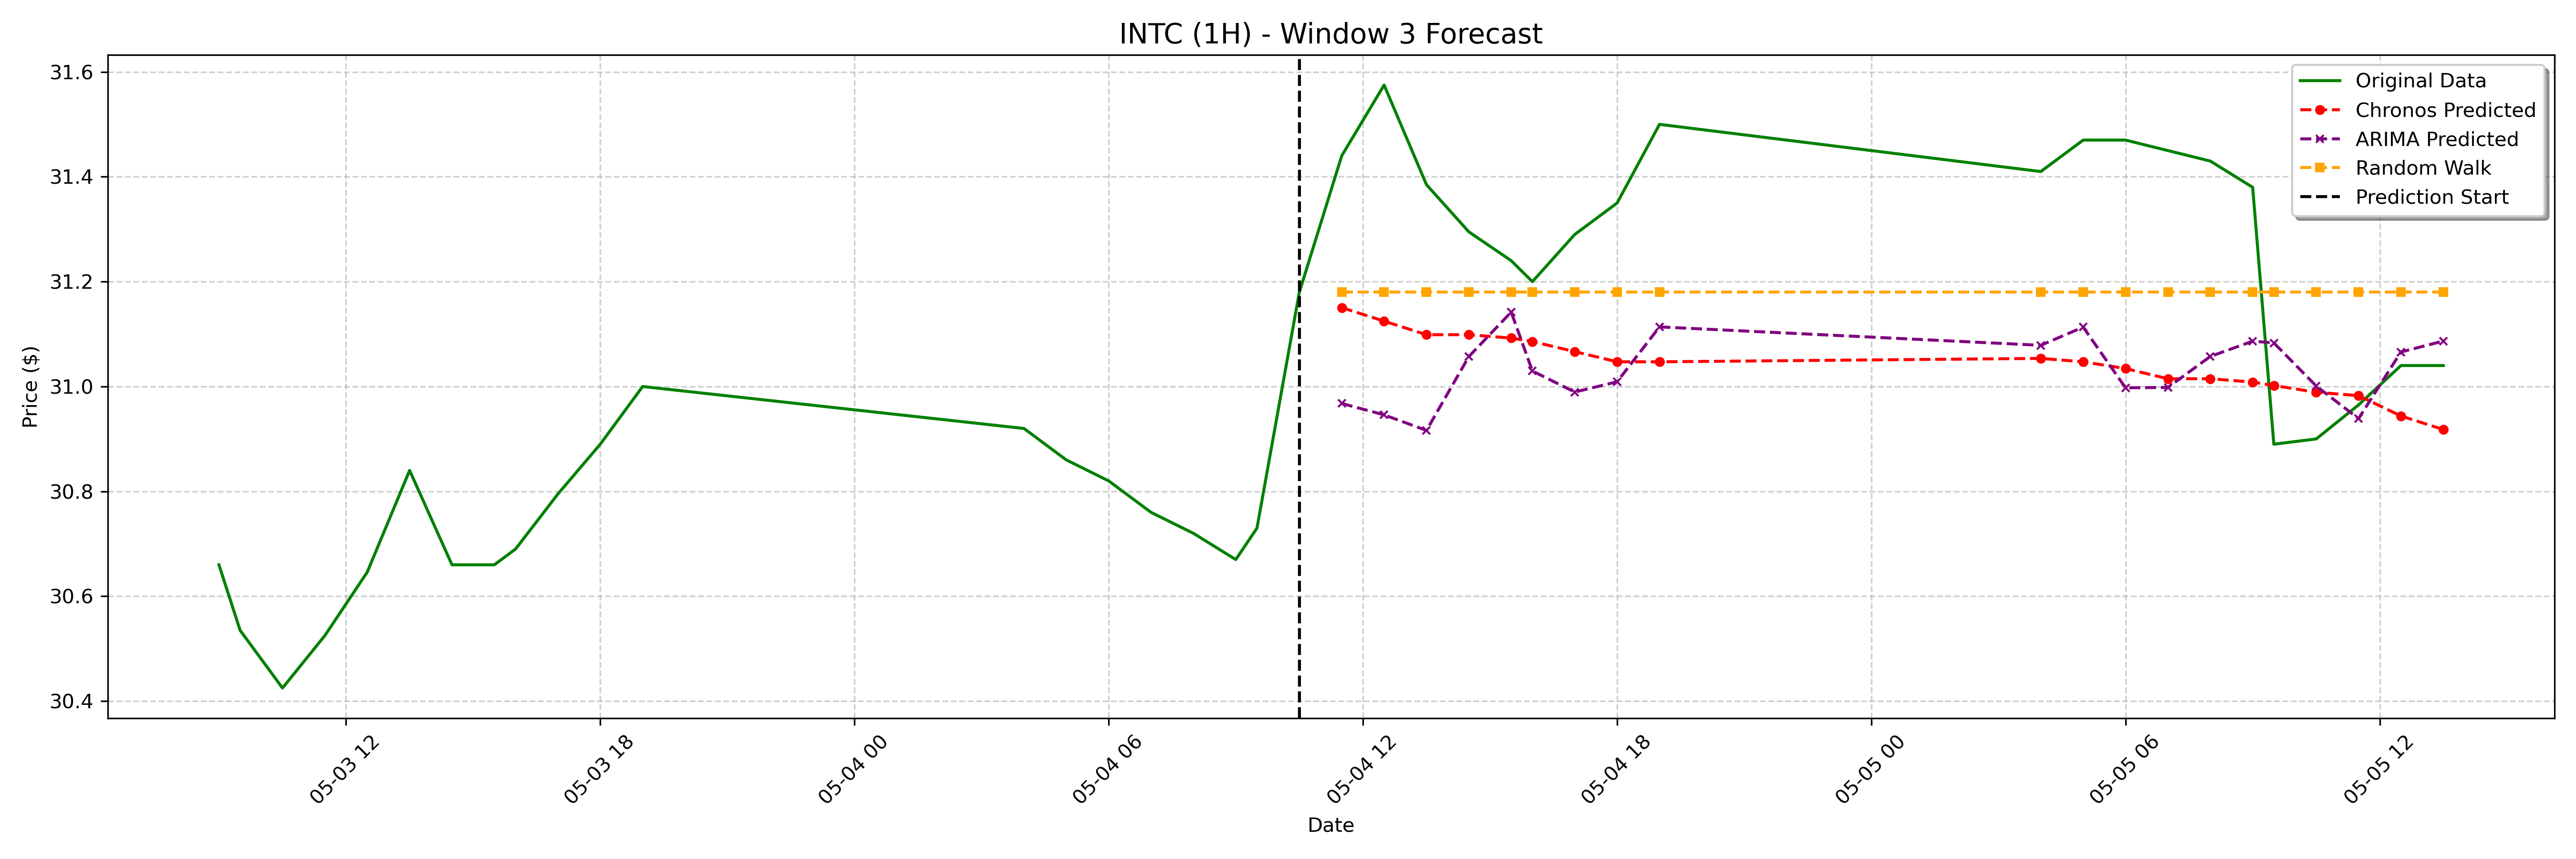 INTC (1H) - Window 3 Forecast
Original Data
Chronos Predicted
ARIMA Predicted
Random Walk
Prediction Start
Price ($)
31.6
31.4
31.2
31.0
30.8
30.6
30.4
05-03 12
05-03 18
05-04 00
05-04 06
05-04 12
05-04 18
05-05 00
05-05 06
05-05 12
Date